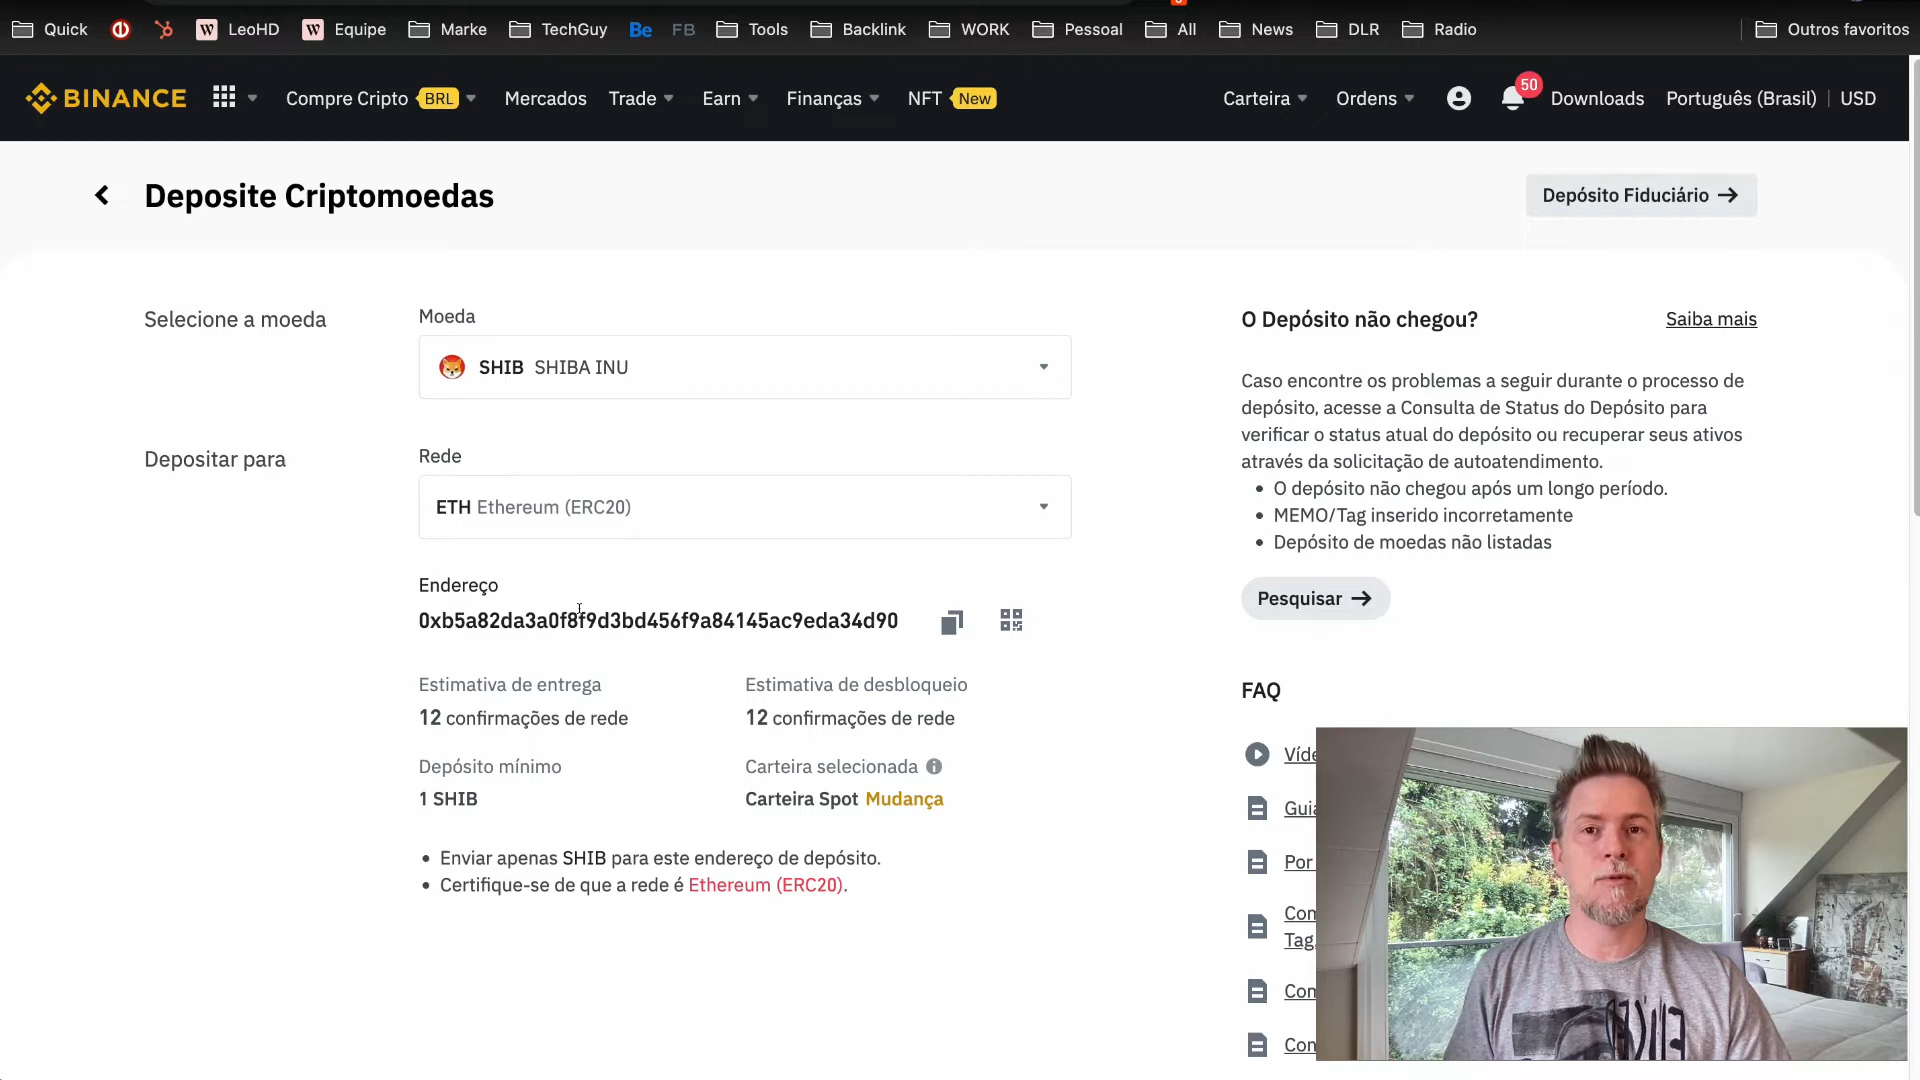 Quick
LeoHD
Equipe
Marke
TechGuy
Be
FB
Tools
Backlink
WORK
Pessoal
All
News
DLR
Radio
Outros favoritos
BINANCE
Compre Cripto BRL
Mercados
Trade
Earn
Finanças
NFT New
Carteira
Ordens
50
Downloads
Português (Brasil)
USD
Deposite Criptomoedas
Depósito Fiduciário
Selecione a moeda
Moeda
SHIB SHIBA INU
Depositar para
Rede
ETH Ethereum (ERC20)
Endereço
0xb5a82da3a0f8f9d3bd456f9a84145ac9eda34d90
Estimativa de entrega
12 confirmações de rede
Estimativa de desbloqueio
12 confirmações de rede
Depósito mínimo
1 SHIB
Carteira selecionada
Carteira Spot Mudança
• Enviar apenas SHIB para este endereço de depósito.
• Certifique-se de que a rede é Ethereum (ERC20).
O Depósito não chegou?
Saiba mais
Caso encontre os problemas a seguir durante o processo de
depósito, acesse a Consulta de Status do Depósito para
verificar o status atual do depósito ou recuperar seus ativos
através da solicitação de autoatendimento.
• O depósito não chegou após um longo período.
• MEMO/Tag inserido incorretamente
• Depósito de moedas não listadas
Pesquisar
FAQ
Víde
Guia
Por
Com
Tag
Com
Con